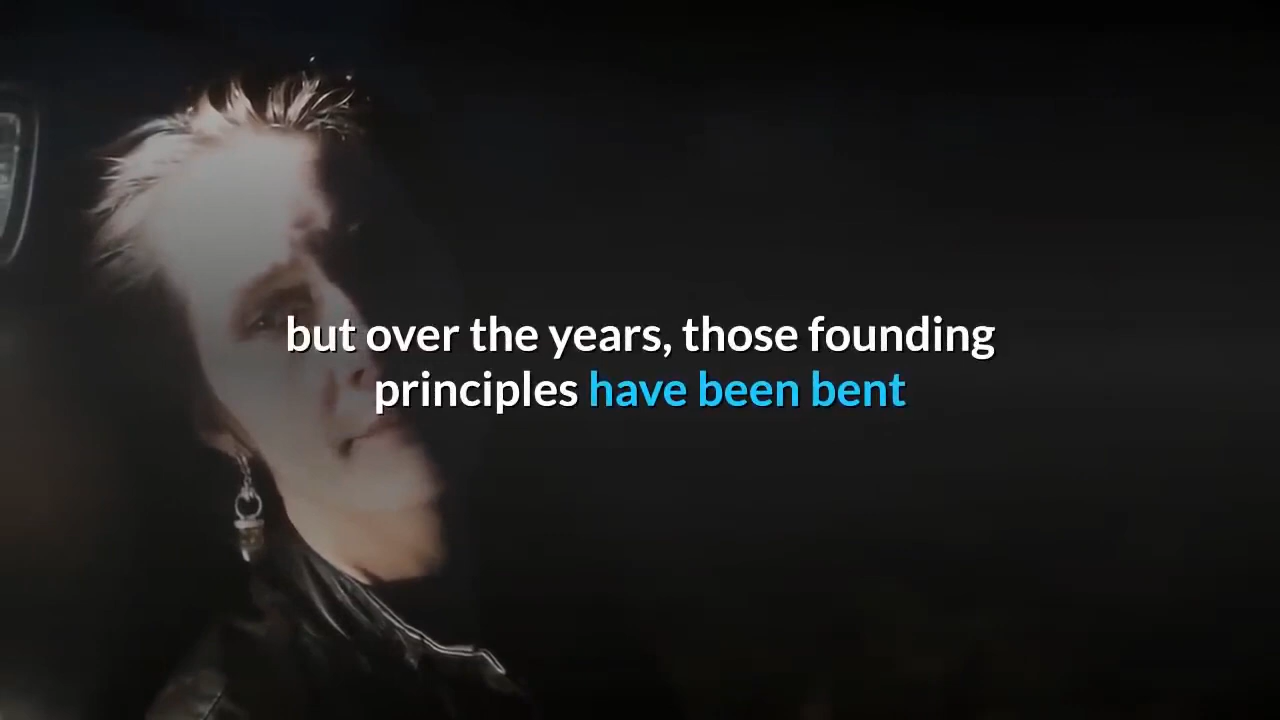 but over the years, those founding
principles have been bent